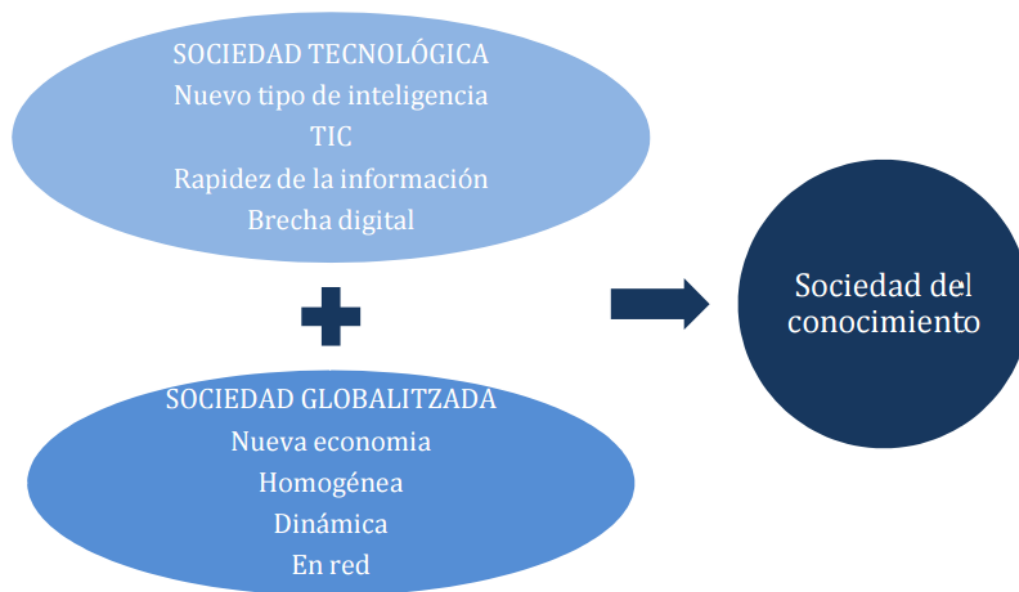 SOCIEDAD TECNOLÓGICA
Nuevo tipo de inteligencia
TIC
Rapidez de la información
Brecha digital
SOCIEDAD GLOBALITZADA
Nueva economia
Homogénea
Dinámica
En red
Sociedad del
conocimiento